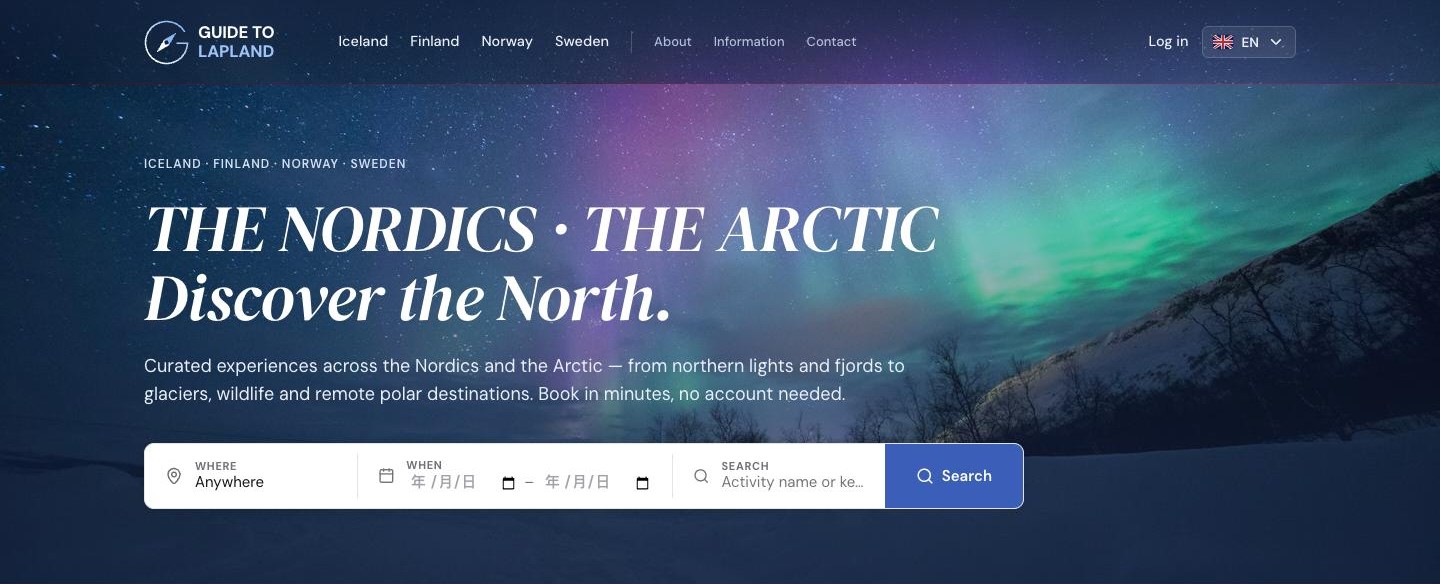 GUIDE TO
LAPLAND
Iceland Finland Norway Sweden About Information Contact Log in EN
ICELAND · FINLAND · NORWAY · SWEDEN
THE NORDICS · THE ARCTIC
Discover the North.
Curated experiences across the Nordics and the Arctic — from northern lights and fjords to
glaciers, wildlife and remote polar destinations. Book in minutes, no account needed.
WHERE
Anywhere
WHEN
年 /月/日 – 年 /月/日
SEARCH
Activity name or ke...
Search